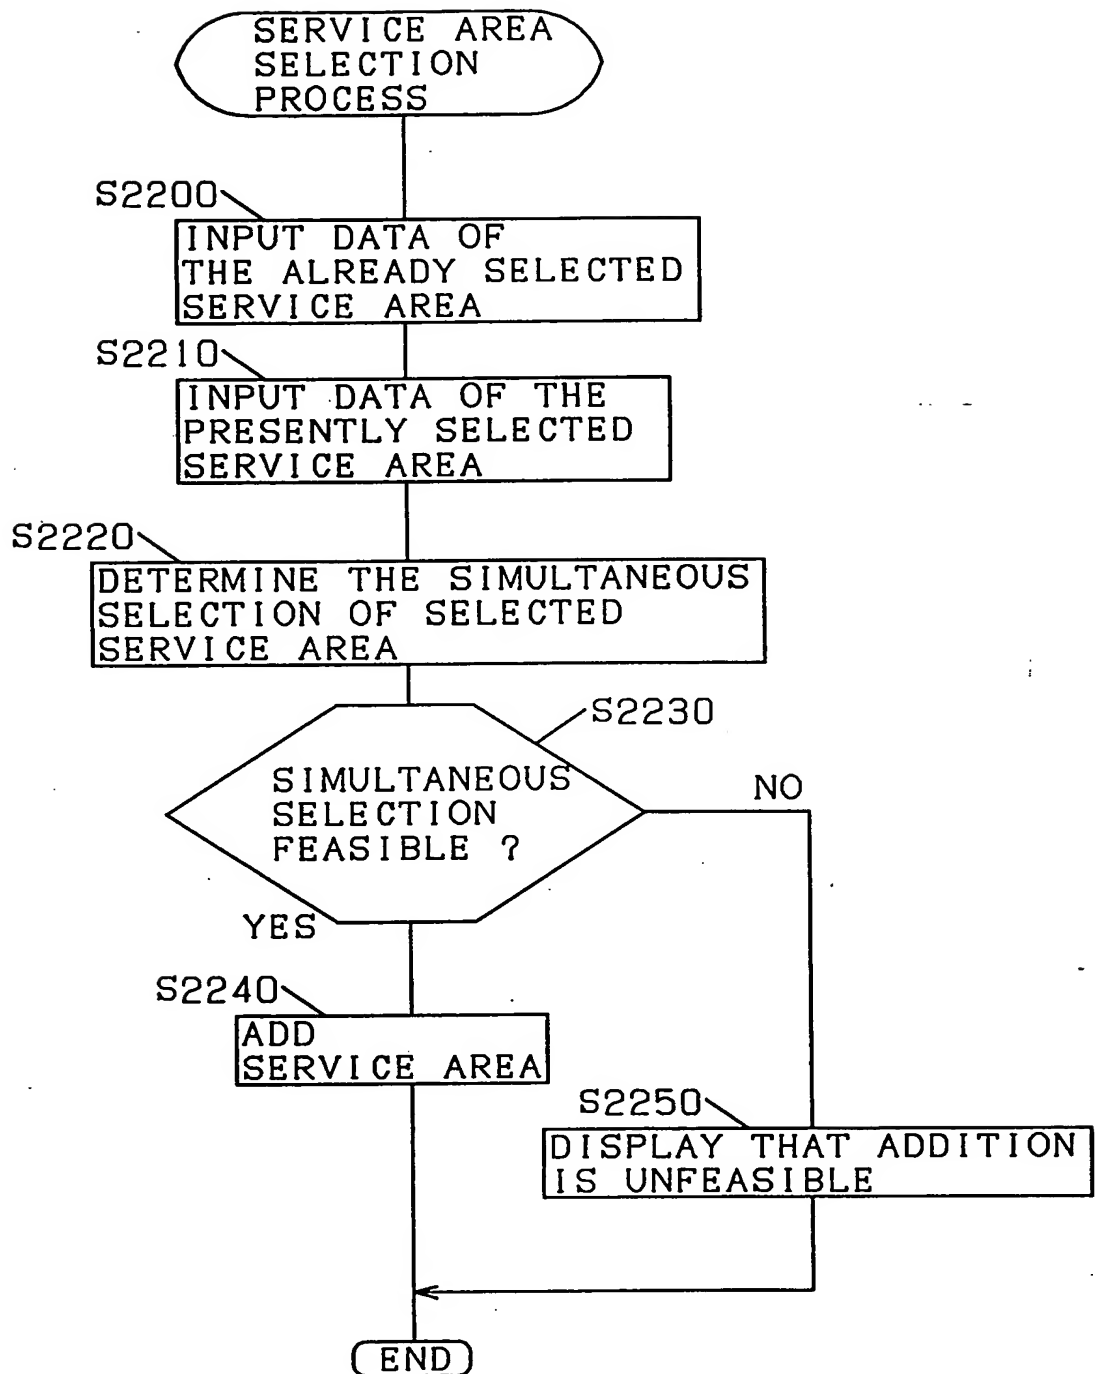 SERVICE AREA
SELECTION
PROCESS
S2200
INPUT DATA OF
THE ALREADY SELECTED
SERVICE AREA
S2210
INPUT DATA OF THE
PRESENTLY SELECTED
SERVICE AREA
S2220
DETERMINE THE SIMULTANEOUS
SELECTION OF SELECTED
SERVICE AREA
S2230
SIMULTANEOUS
SELECTION
FEASIBLE ?
NO
YES
S2240
ADD
SERVICE AREA
S2250
DISPLAY THAT ADDITION
IS UNFEASIBLE
END